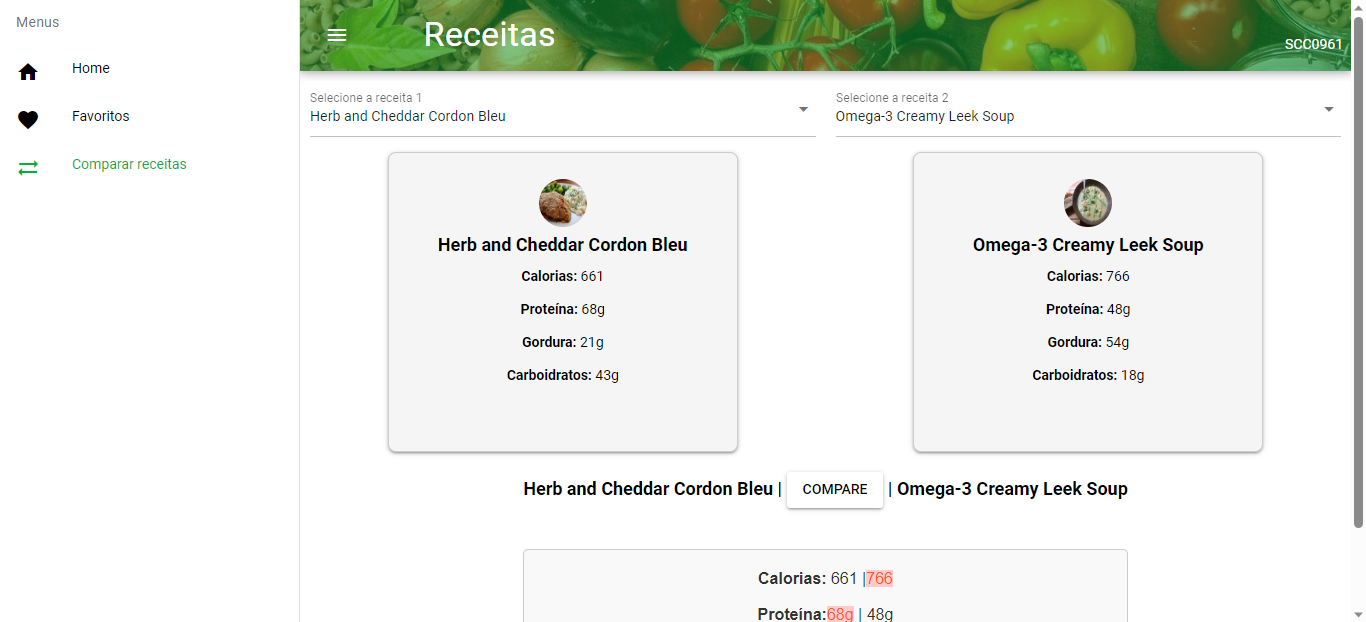 Menus
Home
Favoritos
Comparar receitas
Receitas
SCC0961
Selecione a receita 1
Herb and Cheddar Cordon Bleu
Selecione a receita 2
Omega-3 Creamy Leek Soup
Herb and Cheddar Cordon Bleu
Calorias: 661
Proteína: 68g
Gordura: 21g
Carboidratos: 43g
Omega-3 Creamy Leek Soup
Calorias: 766
Proteína: 48g
Gordura: 54g
Carboidratos: 18g
Herb and Cheddar Cordon Bleu | COMPARE | Omega-3 Creamy Leek Soup
Calorias: 661 |766
Proteína:68g | 48g